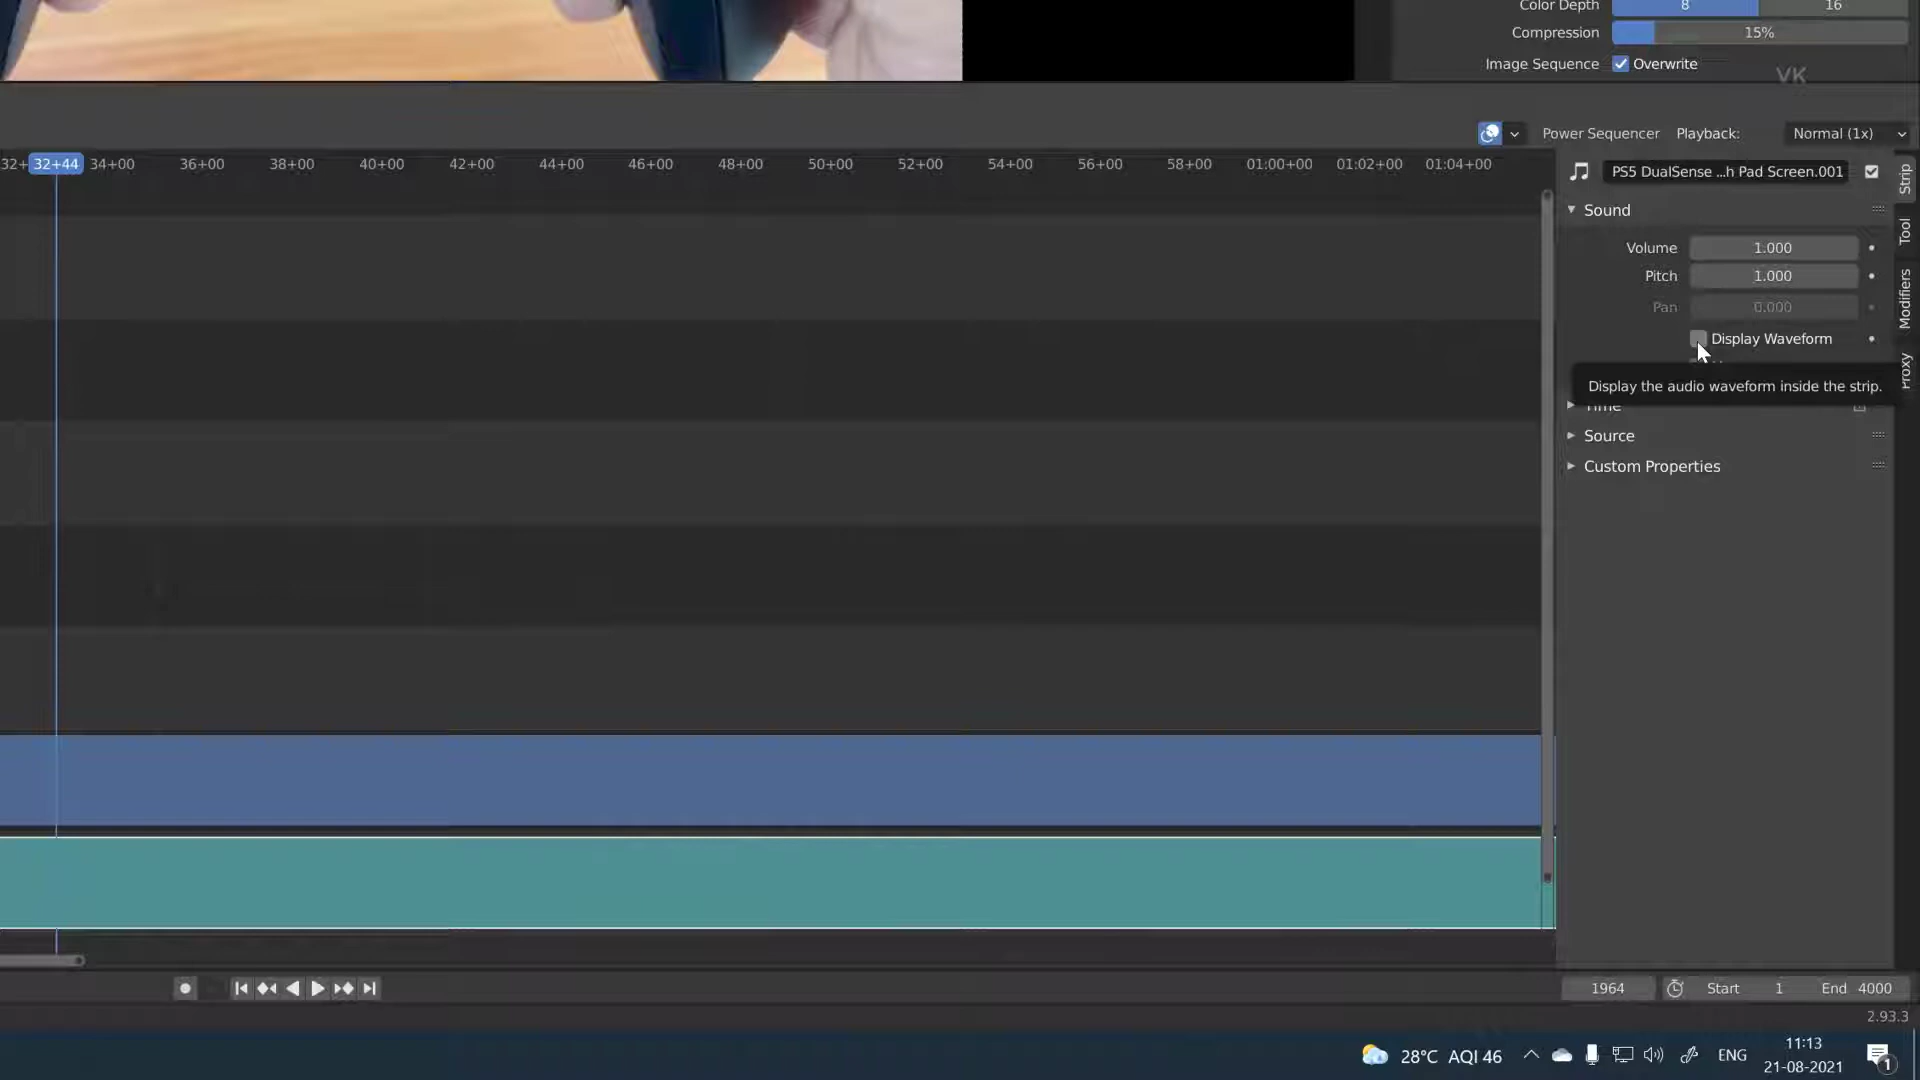 Color Depth 8 16
Compression 15%
Image Sequence Overwrite
VK
Power Sequencer Playback: Normal (1x)
32+44 34+00 36+00 38+00 40+00 42+00 44+00 46+00 48+00 50+00 52+00 54+00 56+00 58+00 01:00+00 01:02+00 01:04+00
PS5 DualSense ...h Pad Screen.001
Strip
Sound
Tool
Volume 1.000
Pitch 1.000
Modifiers
Pan 0.000
Display Waveform
Proxy
Display the audio waveform inside the strip.
Time
Source
Custom Properties
1964 Start 1 End 4000
2.93.3
28°C AQI 46 ENG 11:13
21-08-2021
1